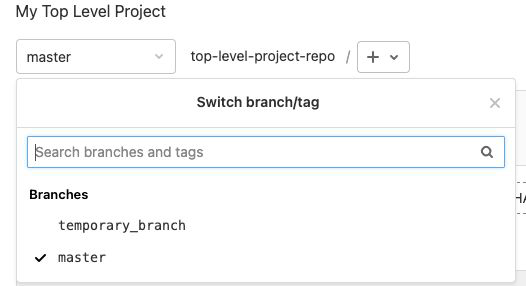 My Top Level Project
master
top-level-project-repo / +
Switch branch/tag ×
Search branches and tags
Branches
temporary_branch
✓ master